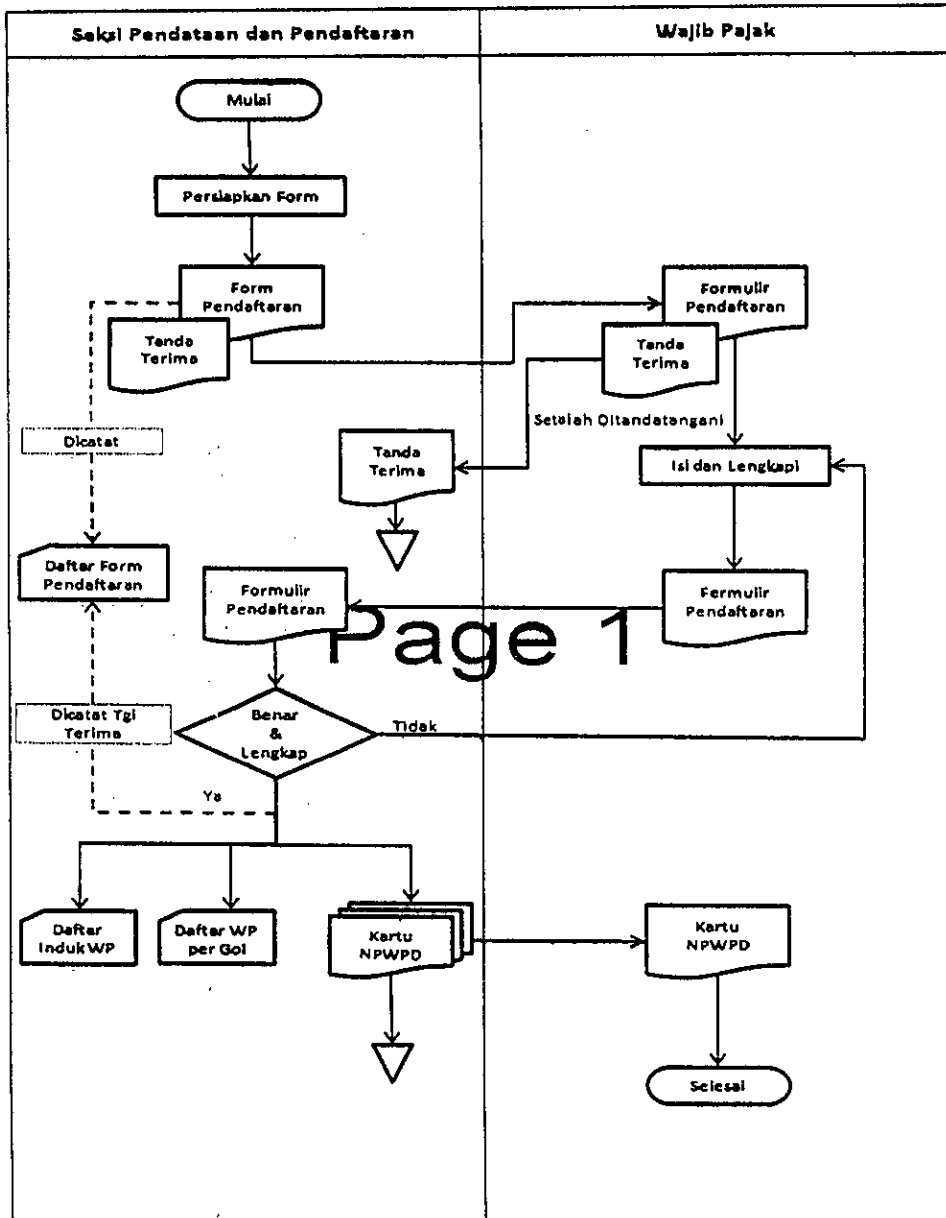 Seksi Pendataan dan Pendaftaran
Wajib Pajak
Mulai
Persiapkan Form
Form
Pendaftaran
Tanda
Terima
Formulir
Pendaftaran
Tanda
Terima
Setelah Ditandatangani
Dicatat
Tanda
Terima
Isi dan Lengkapi
Daftar Form
Pendaftaran
Formulir
Pendaftaran
Fermulir
Pendaftaran
Page 1
Dicatat Tgl
Terima
Benar
&
Lengkap
Tidak
Ya
Daftar
Induk WP
Daftar WP
per Gol
Kartu
NPWPD
Kartu
NPWPD
Selesai